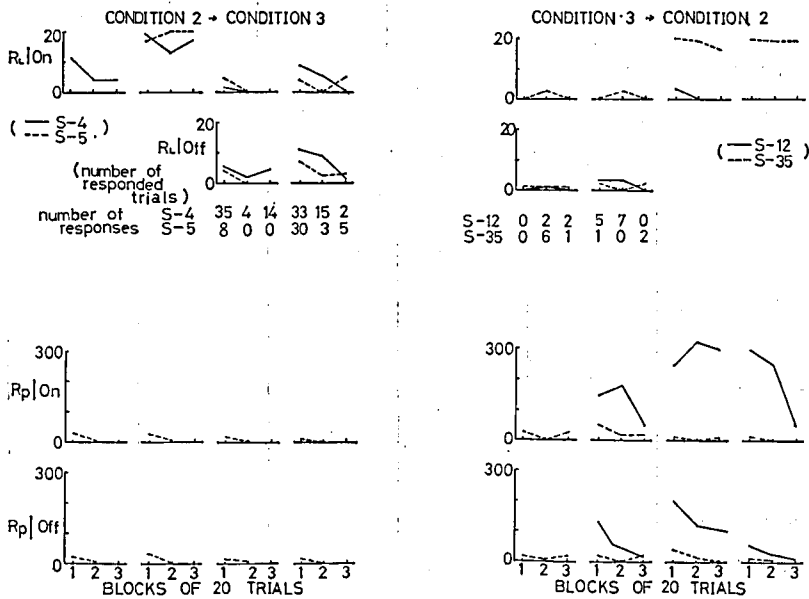 CONDITION 2 → CONDITION 3
CONDITION 3 → CONDITION 2
20
RL|On
0
20
0
( — S-4
--- S-5 )
20
RL|Off
0
(number of
responded
trials)
number of
responses
S-4 35 4 14 33 15 2
S-5 8 0 0 30 3 5
20
0
( — S-12
--- S-35 )
S-12 0 2 2 5 7 0
S-35 0 6 1 1 0 2
300
Rp|On
0
300
Rp|Off
0
1 2 3 1 2 3 1 2 3 1 2 3
BLOCKS OF 20 TRIALS
300
0
300
0
1 2 3 1 2 3 1 2 3 1 2 3
BLOCKS OF 20 TRIALS